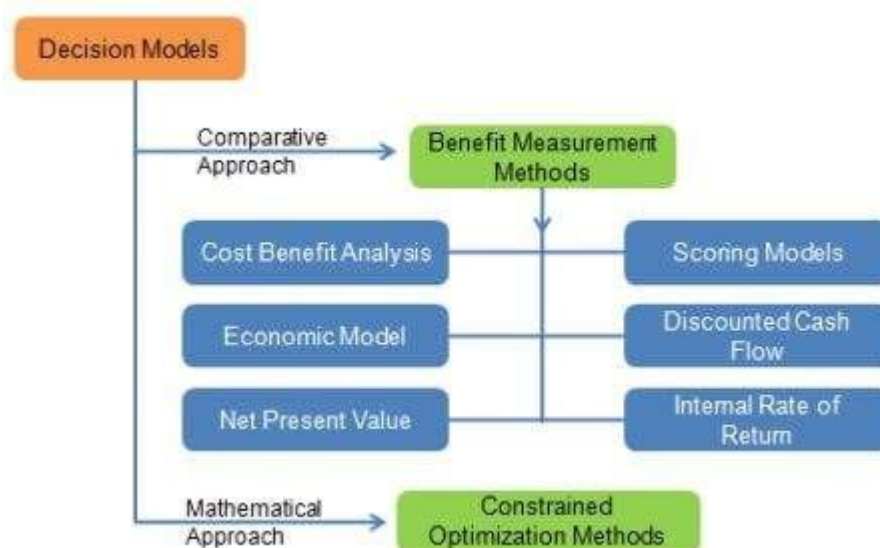 Decision Models
Comparative
Approach
Benefit Measurement
Methods
Cost Benefit Analysis
Scoring Models
Economic Model
Discounted Cash
Flow
Net Present Value
Internal Rate of
Return
Mathematical
Approach
Constrained
Optimization Methods